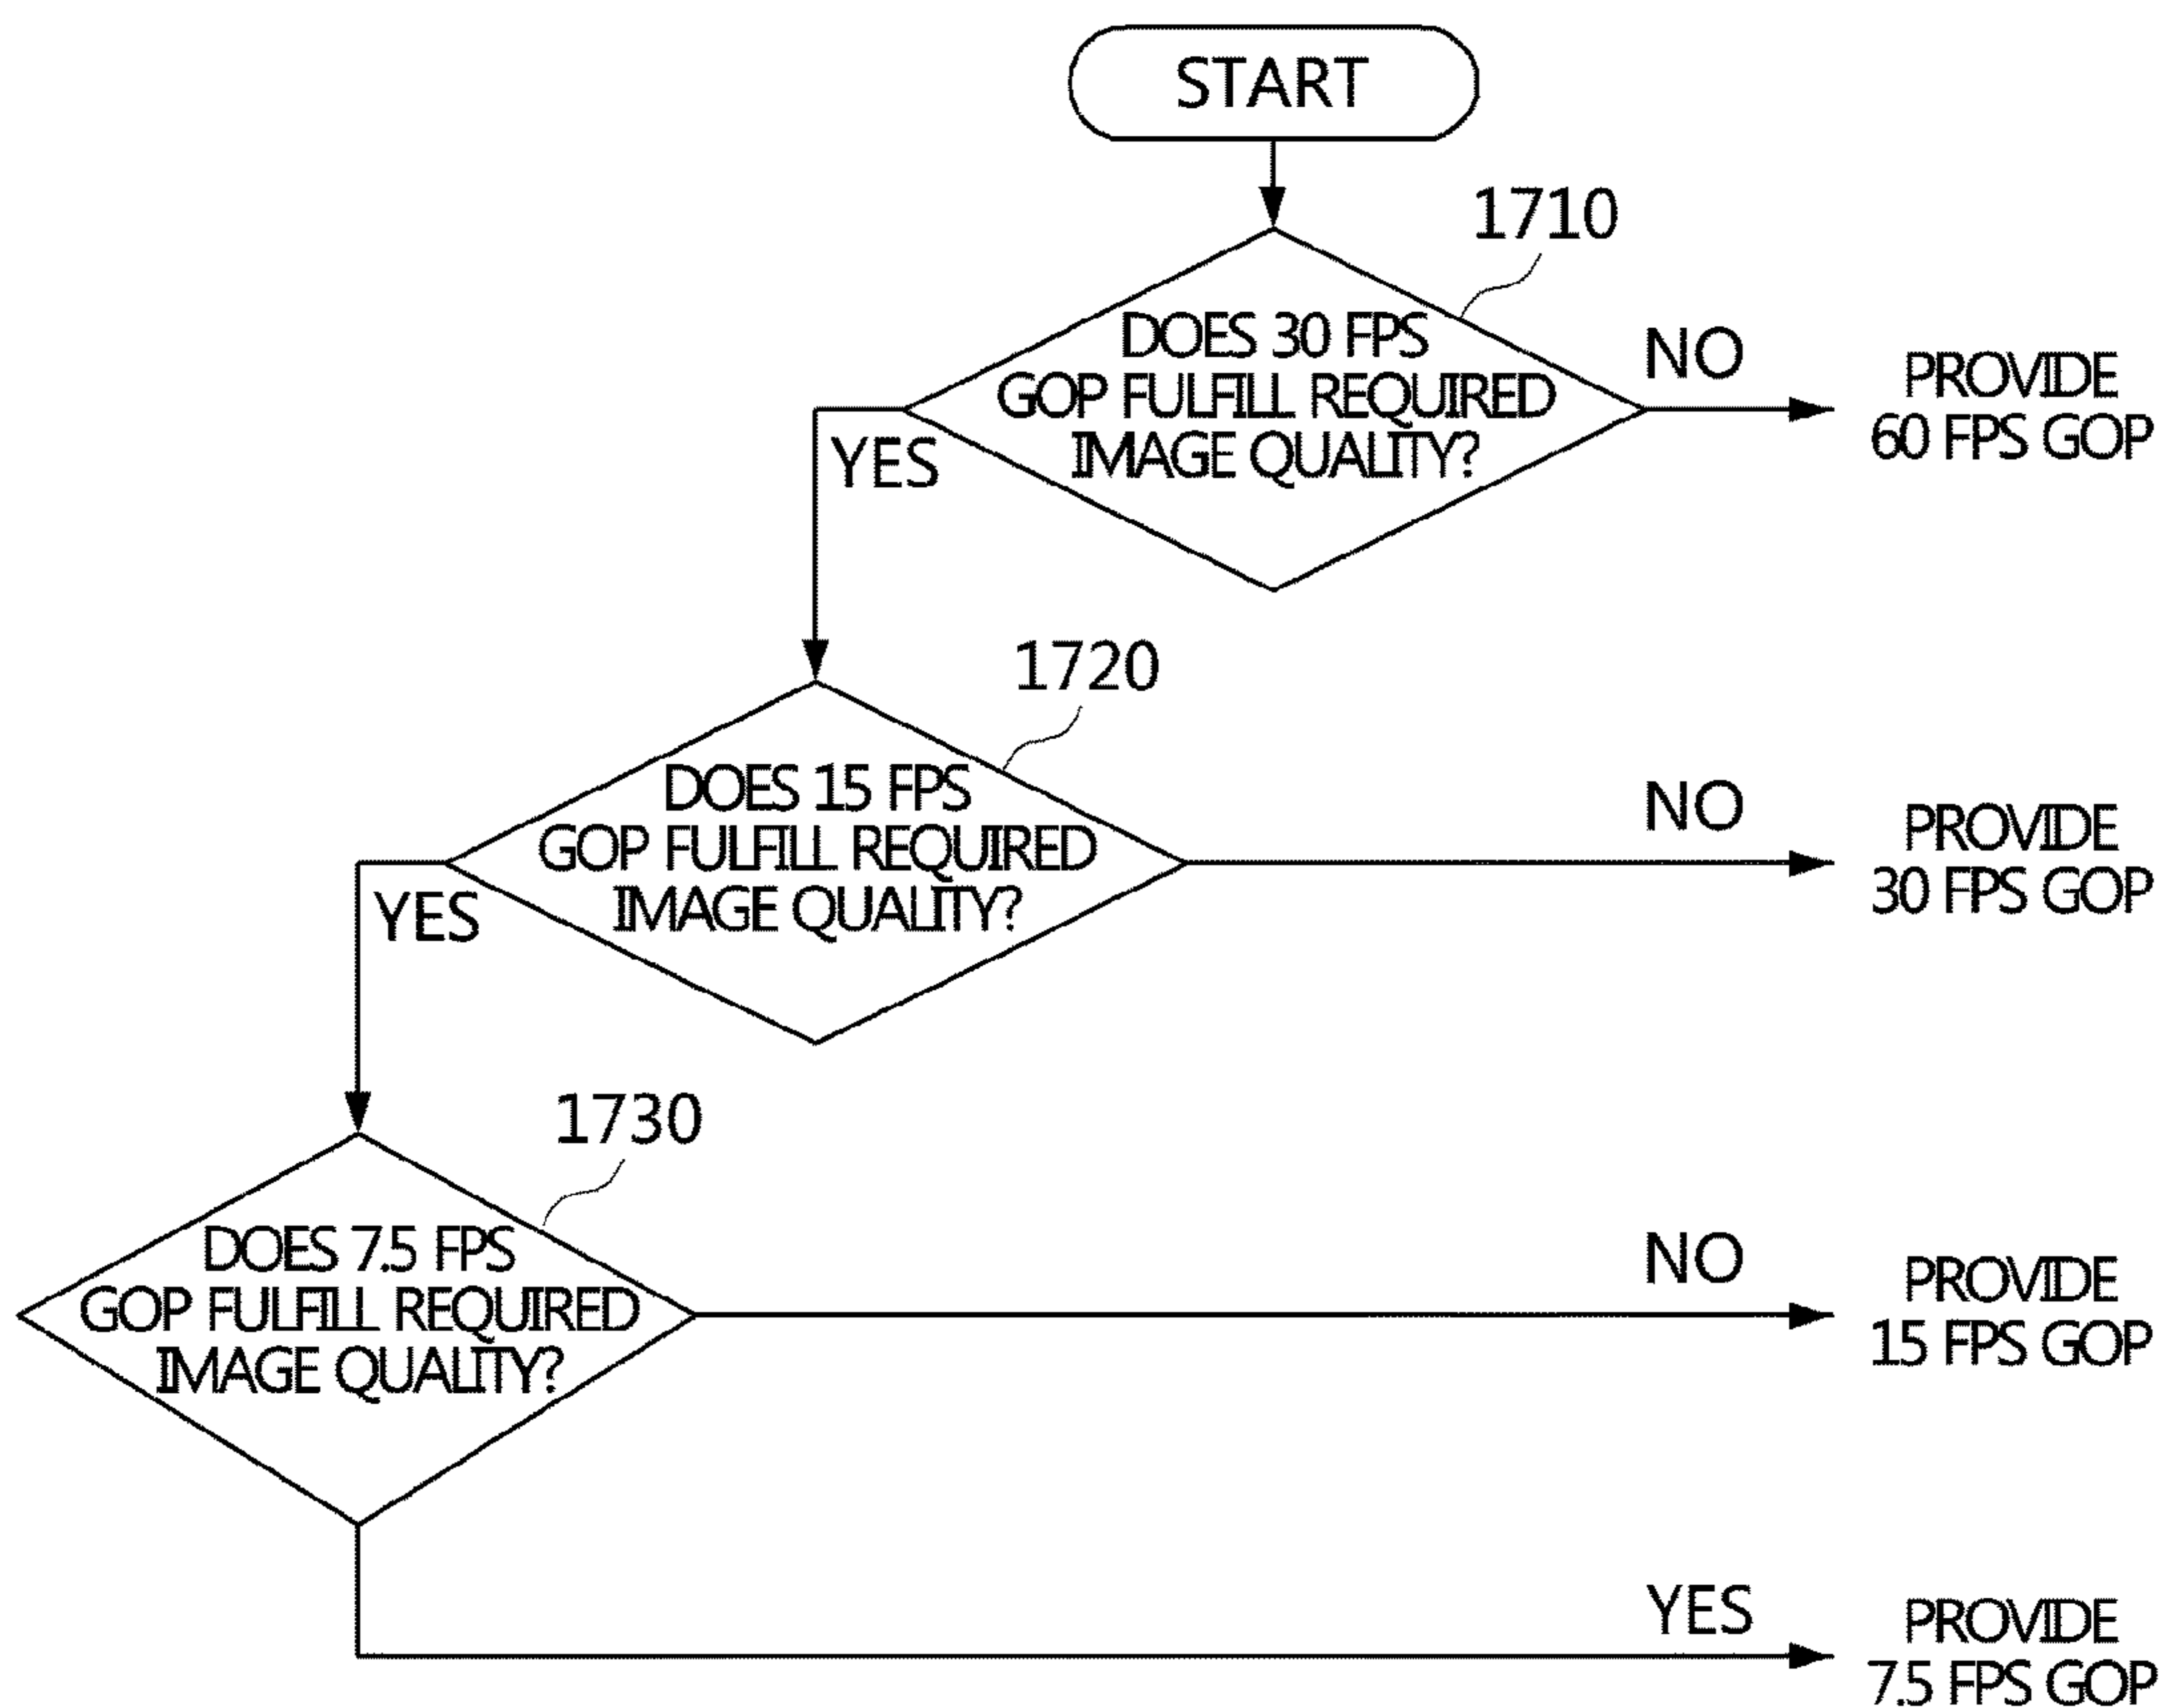 START
1710
DOES 30 FPS
GOP FULFILL REQUIRED
IMAGE QUALITY?
NO
PROVIDE
60 FPS GOP
YES
1720
DOES 15 FPS
GOP FULFILL REQUIRED
IMAGE QUALITY?
NO
PROVIDE
30 FPS GOP
YES
1730
DOES 7.5 FPS
GOP FULFILL REQUIRED
IMAGE QUALITY?
NO
PROVIDE
15 FPS GOP
YES
PROVIDE
7.5 FPS GOP